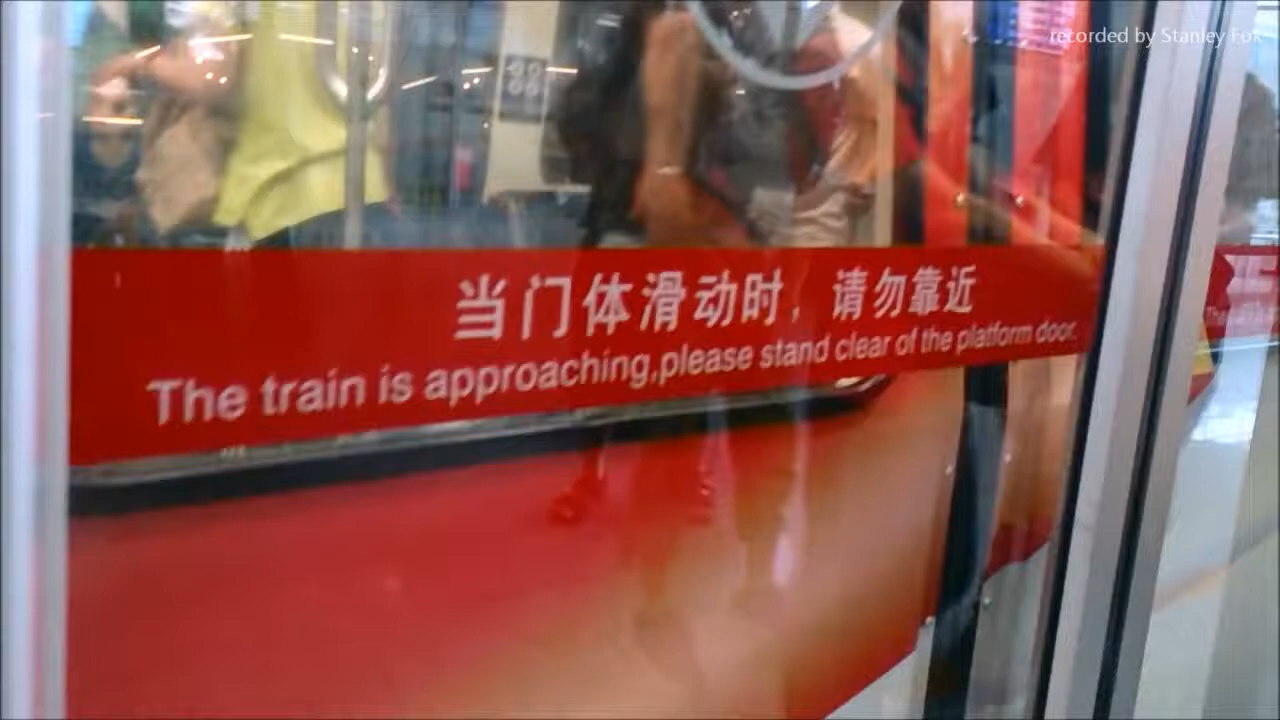 recorded by Stanley Fok
当门体滑动时，请勿靠近
The train is approaching,please stand clear of the platform door.